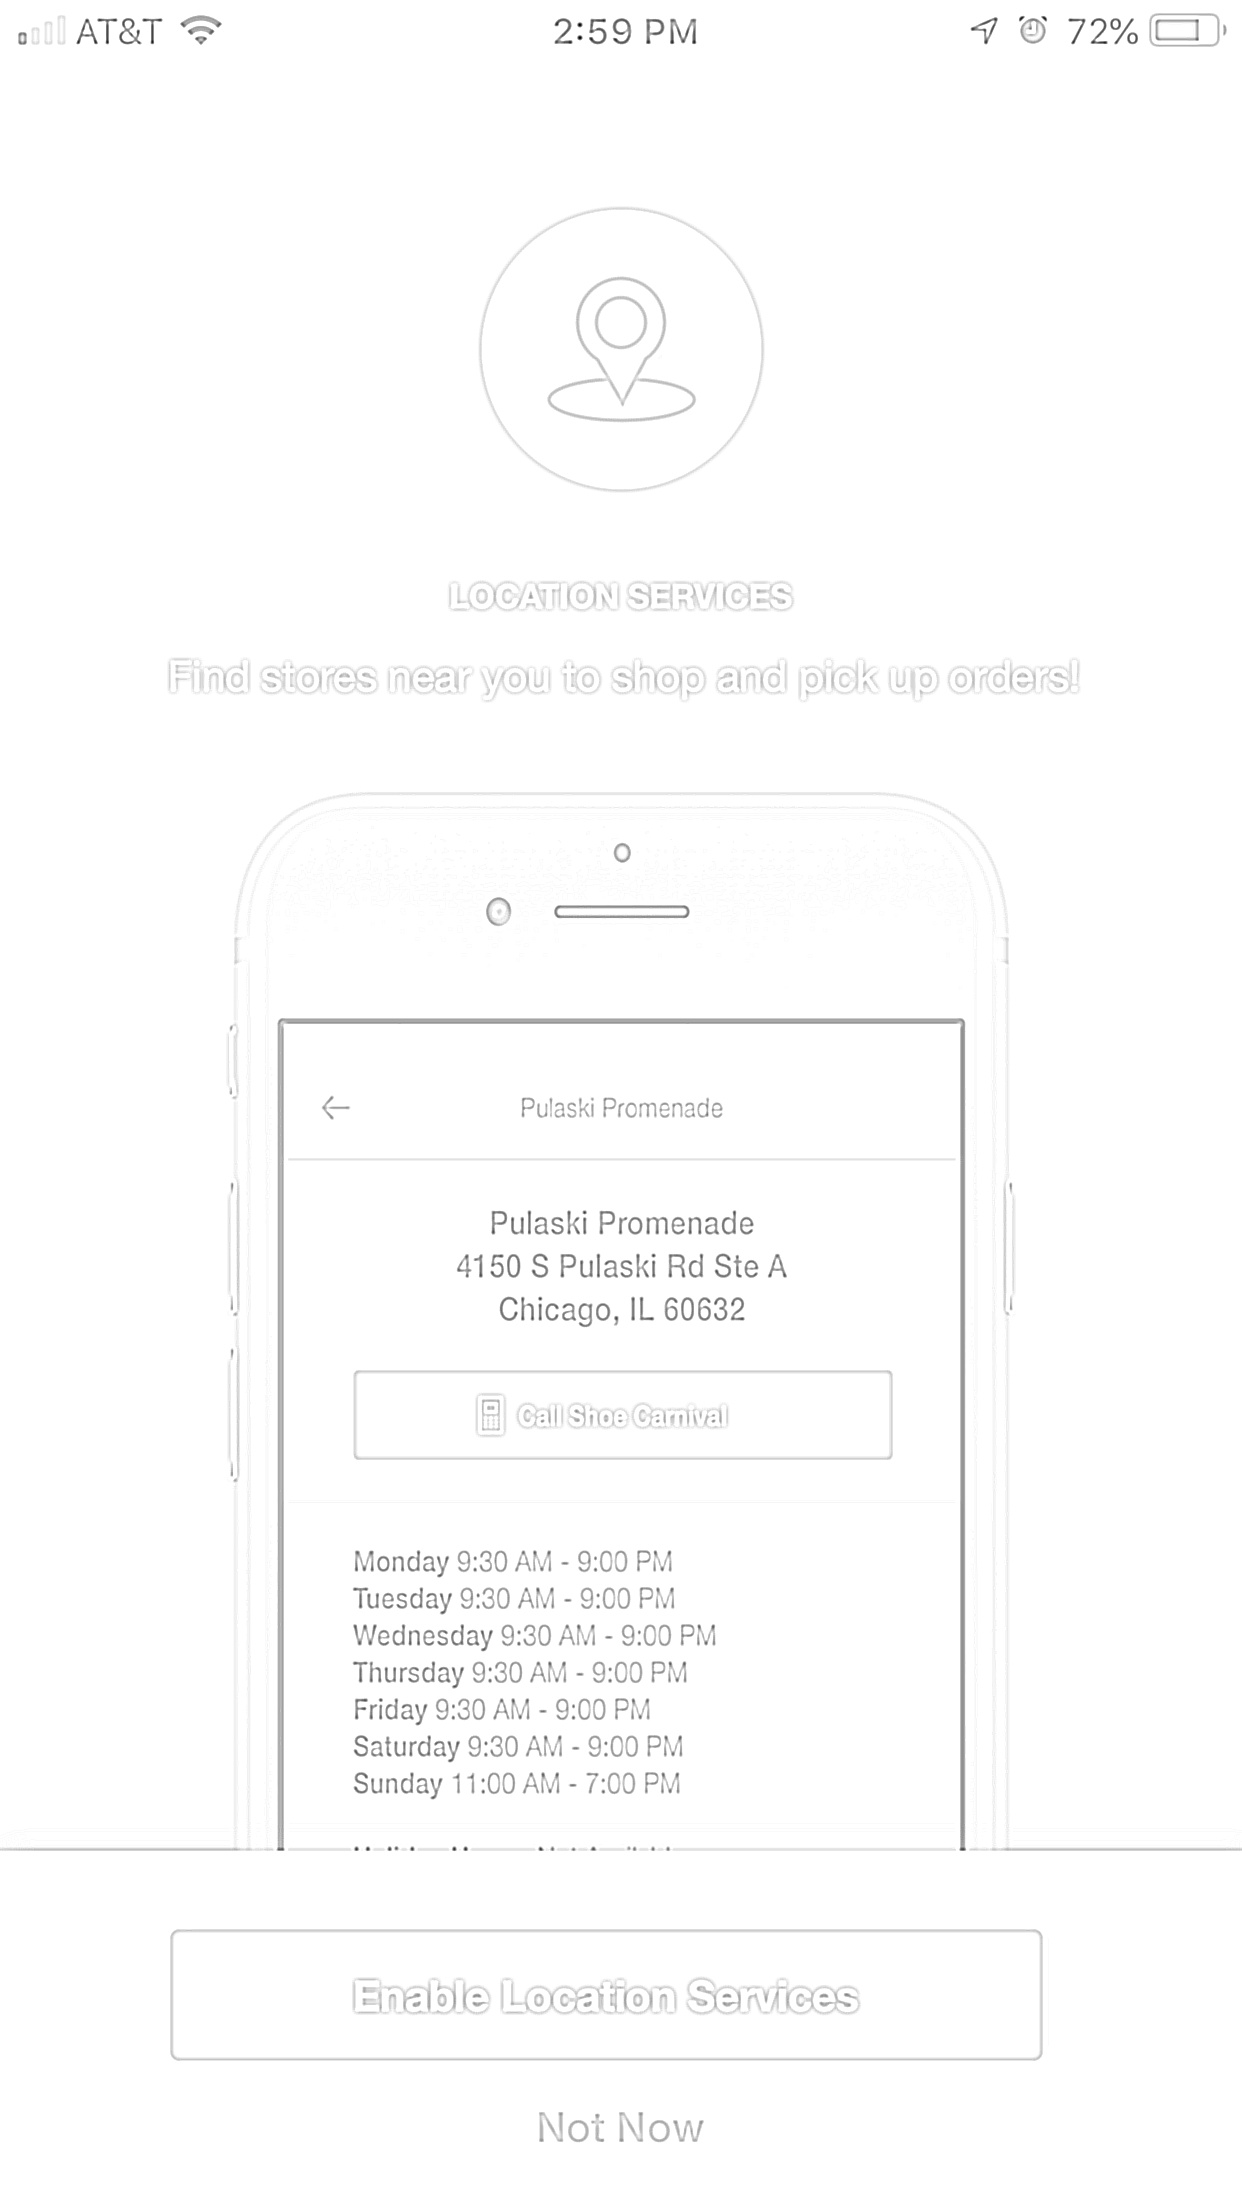 AT&T 2:59 PM 72%
LOCATION SERVICES
Find stores near you to shop and pick up orders!
Pulaski Promenade
Pulaski Promenade
4150 S Pulaski Rd Ste A
Chicago, IL 60632
Call Shoe Carnival
Monday 9:30 AM - 9:00 PM
Tuesday 9:30 AM - 9:00 PM
Wednesday 9:30 AM - 9:00 PM
Thursday 9:30 AM - 9:00 PM
Friday 9:30 AM - 9:00 PM
Saturday 9:30 AM - 9:00 PM
Sunday 11:00 AM - 7:00 PM
Enable Location Services
Not Now